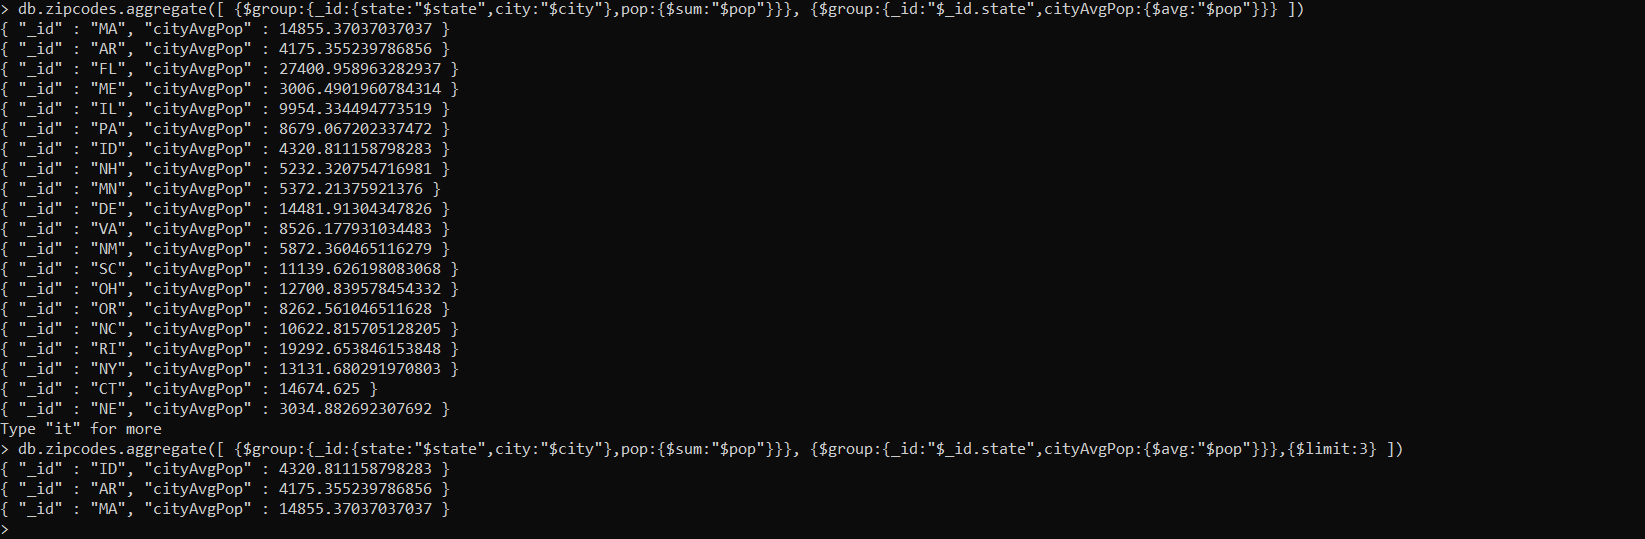 > db.zipcodes.aggregate([ {$group:{_id:{state:"$state",city:"$city"},pop:{$sum:"$pop"}}}, {$group:{_id:"$_id.state",cityAvgPop:{$avg:"$pop"}}} ])
{ "_id" : "MA", "cityAvgPop" : 14855.37037037037 }
{ "_id" : "AR", "cityAvgPop" : 4175.355239786856 }
{ "_id" : "FL", "cityAvgPop" : 27400.958963282937 }
{ "_id" : "ME", "cityAvgPop" : 3006.4901960784314 }
{ "_id" : "IL", "cityAvgPop" : 9954.334494773519 }
{ "_id" : "PA", "cityAvgPop" : 8679.067202337472 }
{ "_id" : "ID", "cityAvgPop" : 4320.811158798283 }
{ "_id" : "NH", "cityAvgPop" : 5232.320754716981 }
{ "_id" : "MN", "cityAvgPop" : 5372.21375921376 }
{ "_id" : "DE", "cityAvgPop" : 14481.91304347826 }
{ "_id" : "VA", "cityAvgPop" : 8526.177931034483 }
{ "_id" : "NM", "cityAvgPop" : 5872.360465116279 }
{ "_id" : "SC", "cityAvgPop" : 11139.626198083068 }
{ "_id" : "OH", "cityAvgPop" : 12700.839578454332 }
{ "_id" : "OR", "cityAvgPop" : 8262.561046511628 }
{ "_id" : "NC", "cityAvgPop" : 10622.815705128205 }
{ "_id" : "RI", "cityAvgPop" : 19292.653846153848 }
{ "_id" : "NY", "cityAvgPop" : 13131.680291970803 }
{ "_id" : "CT", "cityAvgPop" : 14674.625 }
{ "_id" : "NE", "cityAvgPop" : 3034.882692307692 }
Type "it" for more
> db.zipcodes.aggregate([ {$group:{_id:{state:"$state",city:"$city"},pop:{$sum:"$pop"}}}, {$group:{_id:"$_id.state",cityAvgPop:{$avg:"$pop"}}},{$limit:3} ])
{ "_id" : "ID", "cityAvgPop" : 4320.811158798283 }
{ "_id" : "AR", "cityAvgPop" : 4175.355239786856 }
{ "_id" : "MA", "cityAvgPop" : 14855.37037037037 }
>